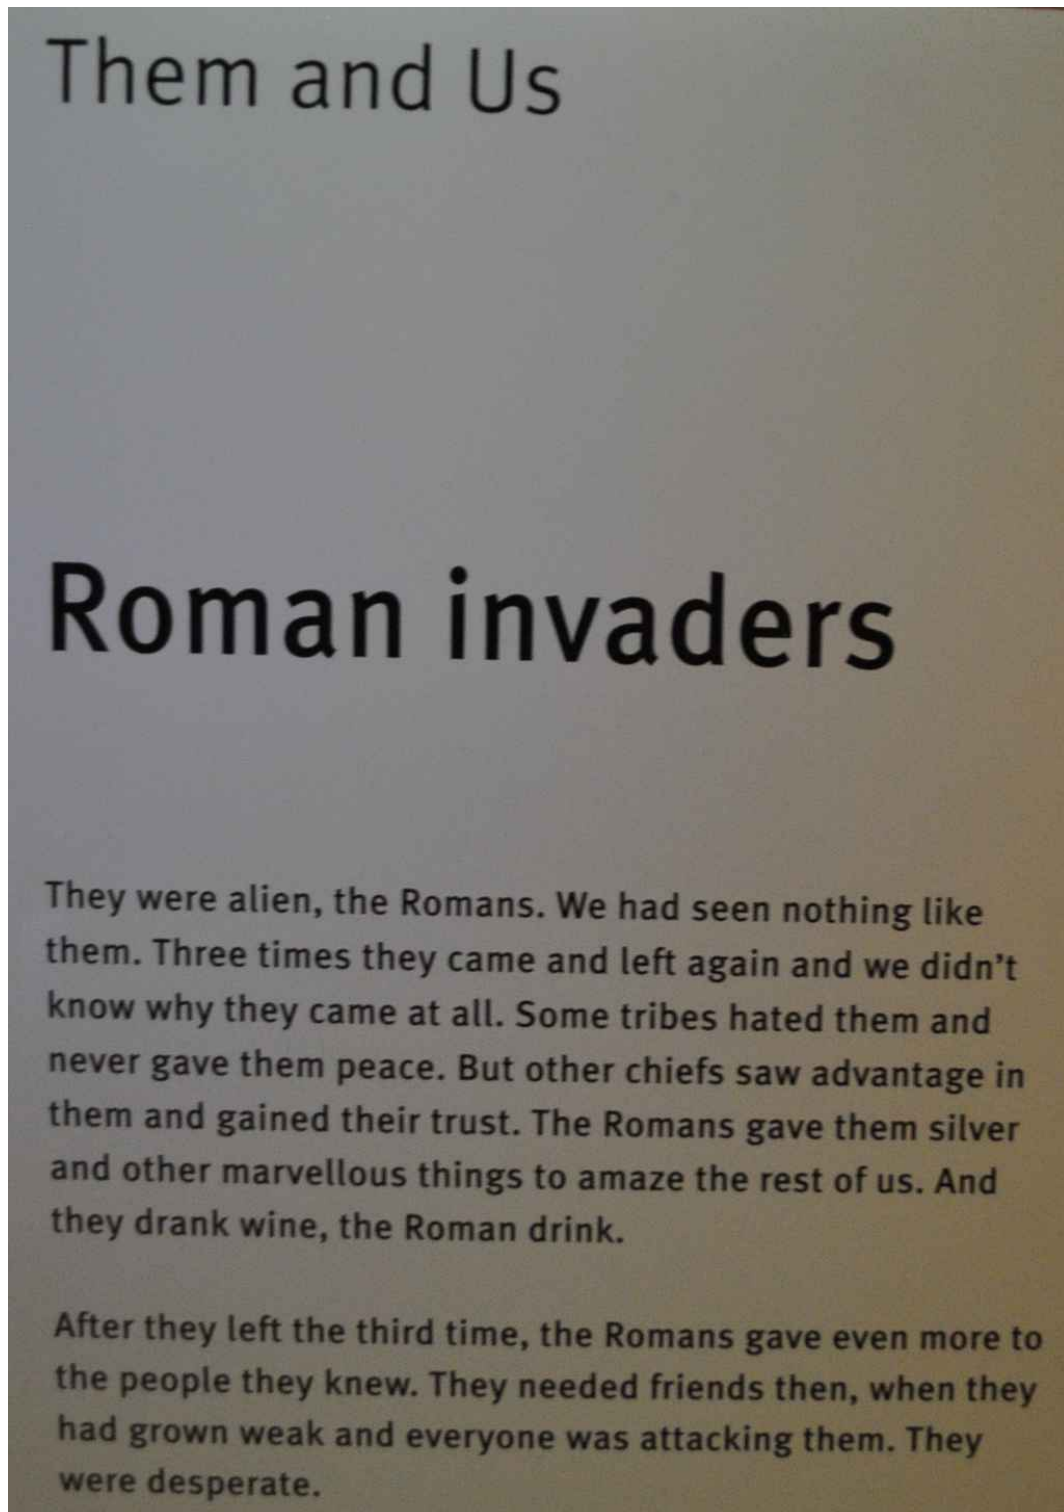 Them and Us
Roman invaders
They were alien, the Romans. We had seen nothing like
them. Three times they came and left again and we didn't
know why they came at all. Some tribes hated them and
never gave them peace. But other chiefs saw advantage in
them and gained their trust. The Romans gave them silver
and other marvellous things to amaze the rest of us. And
they drank wine, the Roman drink.
After they left the third time, the Romans gave even more to
the people they knew. They needed friends then, when they
had grown weak and everyone was attacking them. They
were desperate.